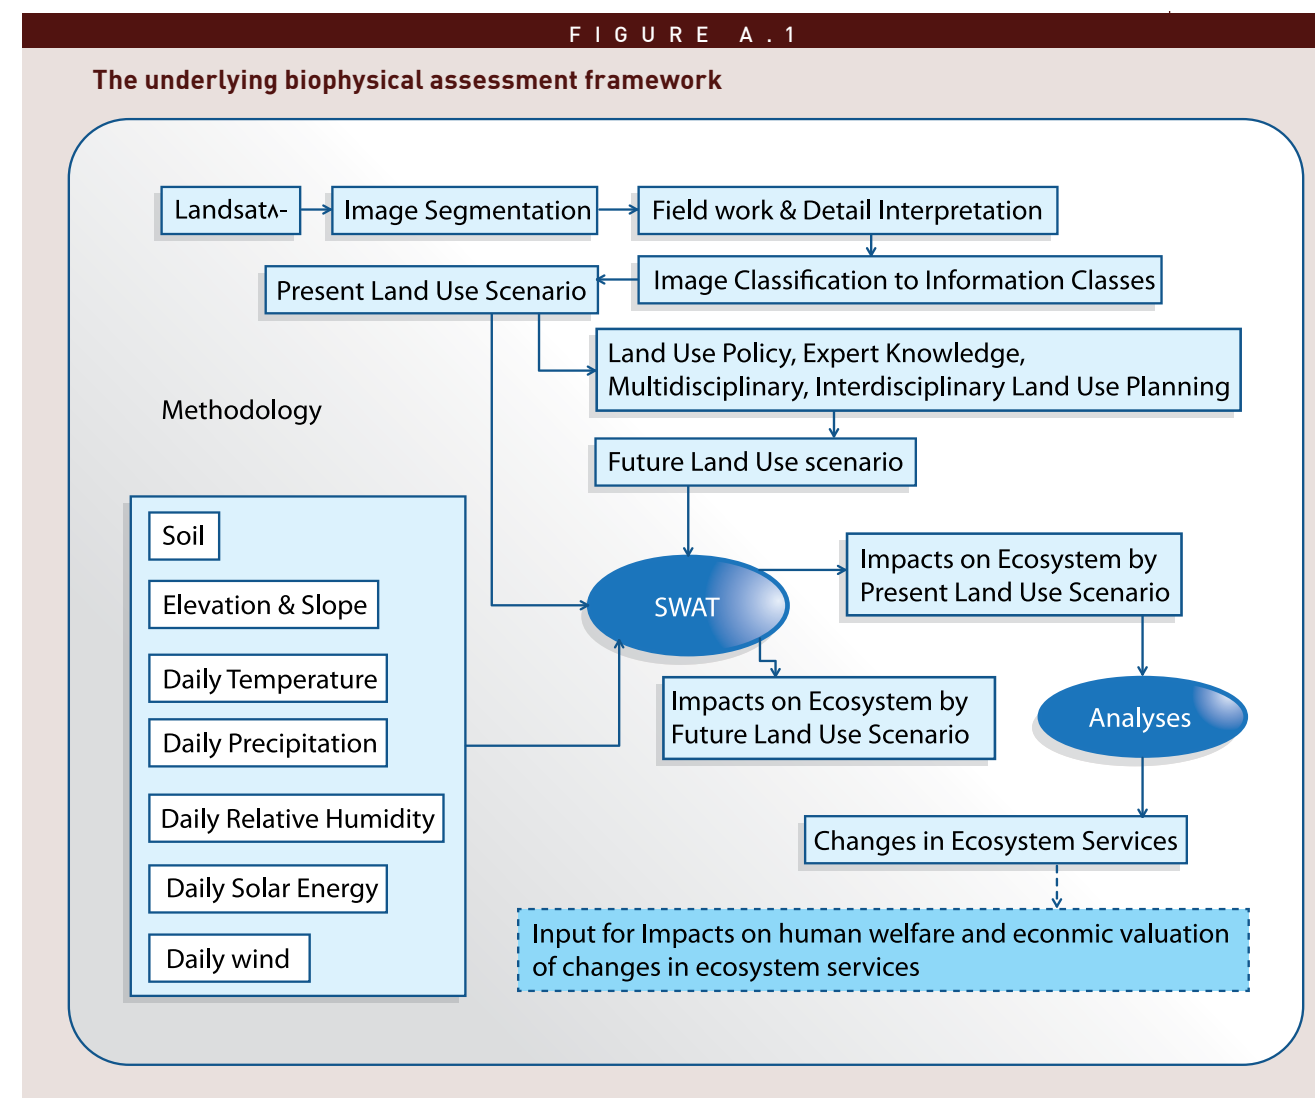 FIGURE A.1
The underlying biophysical assessment framework
Landsat٨-
Image Segmentation
Field work & Detail Interpretation
Present Land Use Scenario
Image Classification to Information Classes
Land Use Policy, Expert Knowledge,
Multidisciplinary, Interdisciplinary Land Use Planning
Methodology
Future Land Use scenario
Soil
Elevation & Slope
Daily Temperature
Daily Precipitation
Daily Relative Humidity
Daily Solar Energy
Daily wind
SWAT
Impacts on Ecosystem by
Present Land Use Scenario
Impacts on Ecosystem by
Future Land Use Scenario
Analyses
Changes in Ecosystem Services
Input for Impacts on human welfare and econmic valuation
of changes in ecosystem services